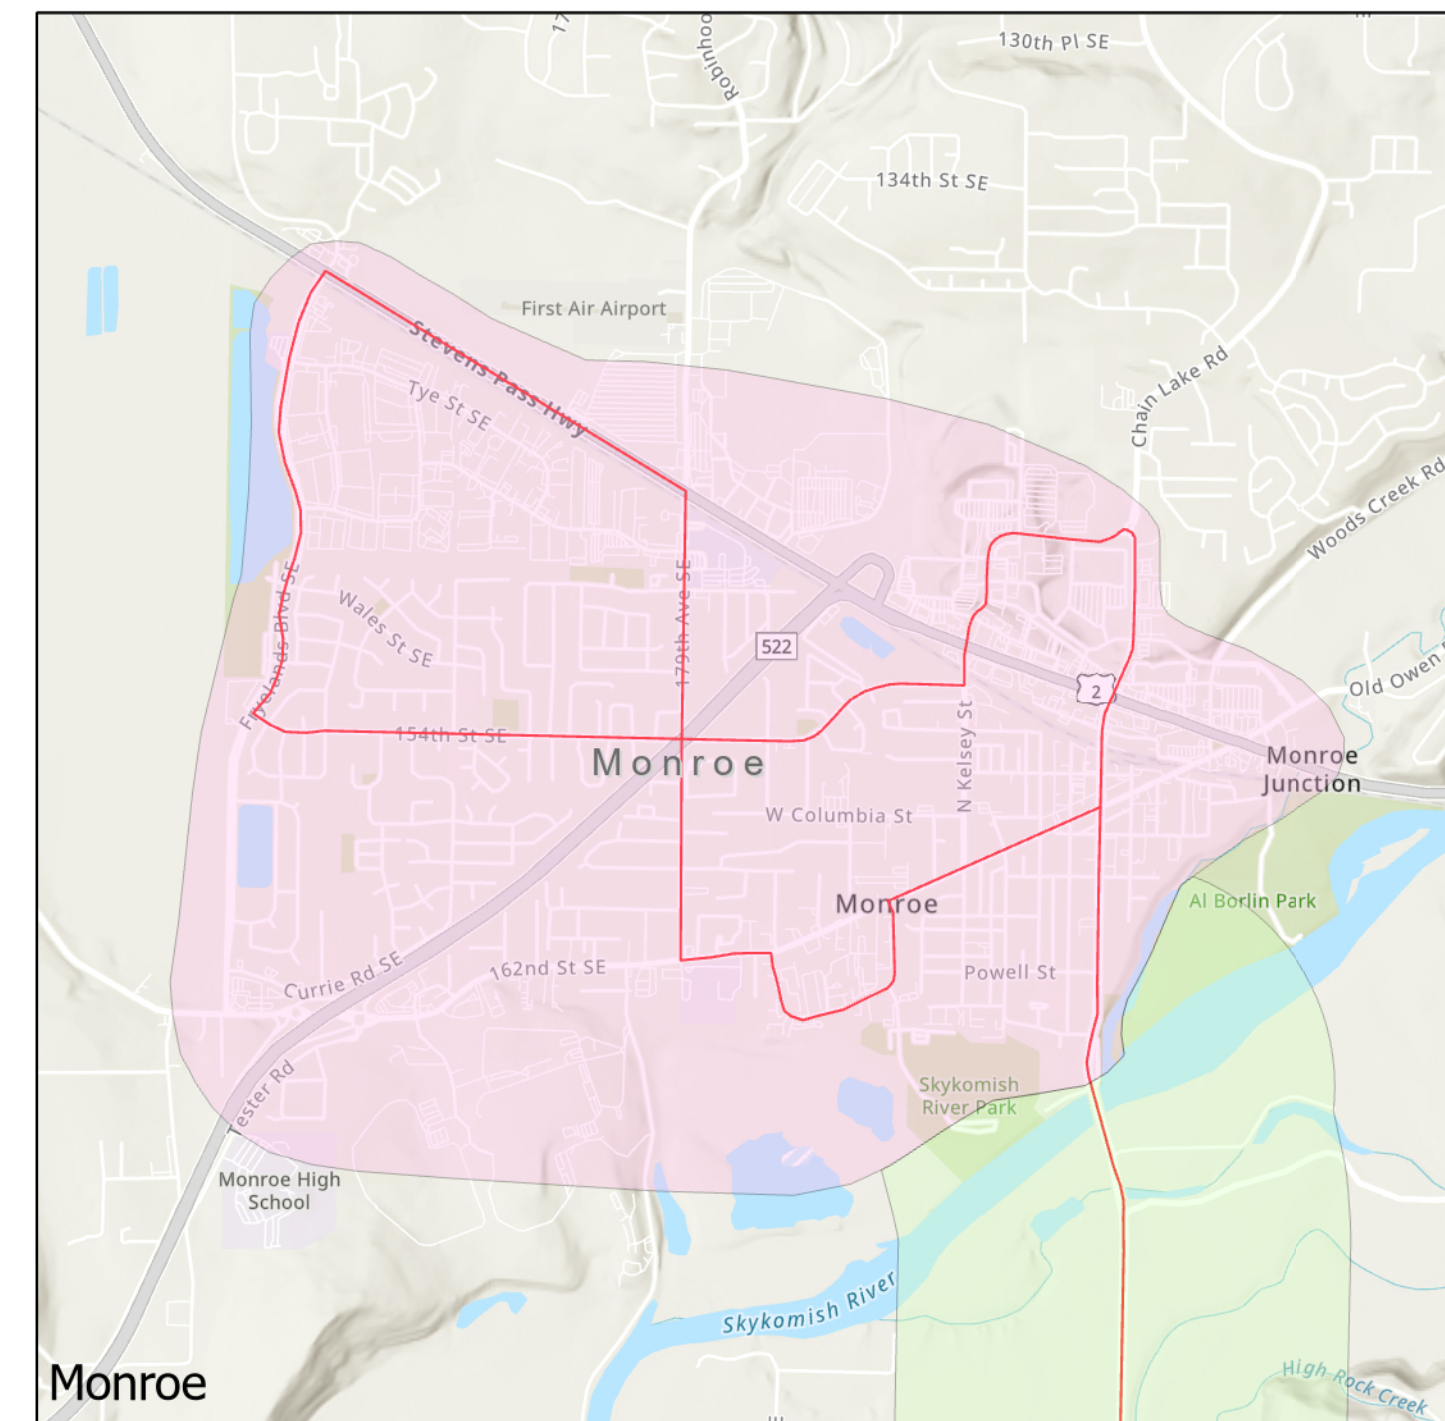 17
Robinhoo
130th Pl SE
134th St SE
First Air Airport
Stevens Pass Hwy
Tye St SE
Chain Lake Rd
Woods Creek Rd
Wales St SE
Fryelands Blvd SE
179th Ave SE
522
2
Old Owen
154th St SE
Monroe
N Kelsey St
Monroe
Junction
W Columbia St
Monroe
Al Borlin Park
Currie Rd SE
162nd St SE
Powell St
Tester Rd
Skykomish
River Park
Monroe High
School
Skykomish River
High Rock Creek
Monroe